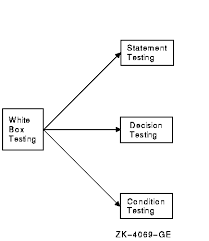 Statement
Testing
White
Box
Testing
Decision
Testing
Condition
Testing
ZK-4069-GE